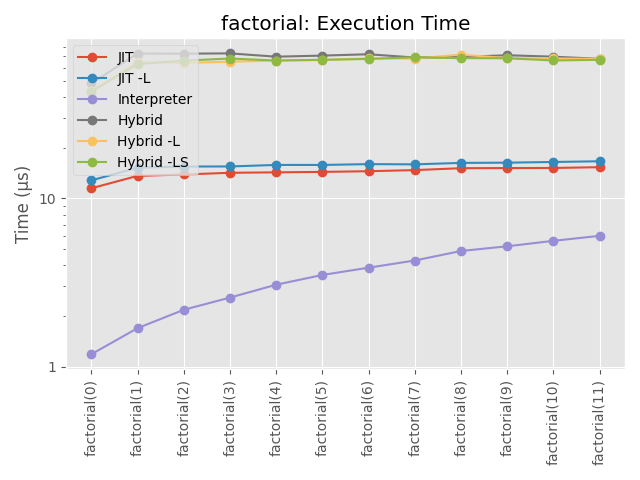 factorial: Execution Time
JIT
JIT -L
Interpreter
Hybrid
Hybrid -L
Hybrid -LS
Time (µs)
10
1
factorial(0)
factorial(1)
factorial(2)
factorial(3)
factorial(4)
factorial(5)
factorial(6)
factorial(7)
factorial(8)
factorial(9)
factorial(10)
factorial(11)